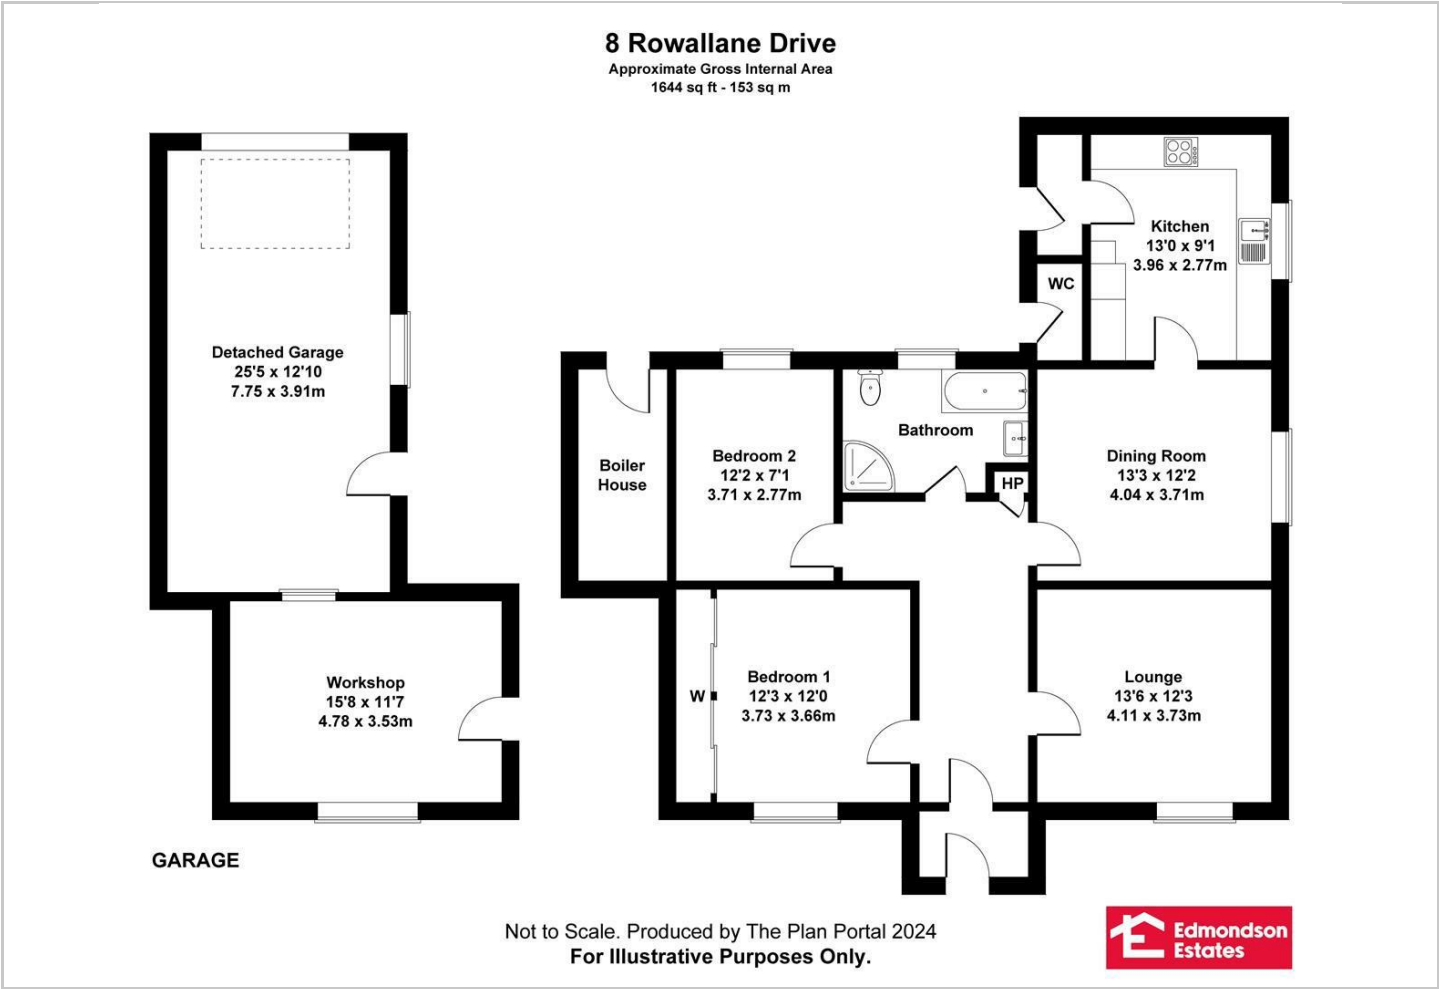 8 Rowallane Drive
Approximate Gross Internal Area
1644 sq ft - 153 sq m
Detached Garage
25'5 x 12'10
7.75 x 3.91m
Workshop
15'8 x 11'7
4.78 x 3.53m
GARAGE
Kitchen
13'0 x 9'1
3.96 x 2.77m
WC
Boiler
House
Bedroom 2
12'2 x 7'1
3.71 x 2.77m
Bathroom
HP
Dining Room
13'3 x 12'2
4.04 x 3.71m
W
Bedroom 1
12'3 x 12'0
3.73 x 3.66m
Lounge
13'6 x 12'3
4.11 x 3.73m
Not to Scale. Produced by The Plan Portal 2024
For Illustrative Purposes Only.
Edmondson
Estates